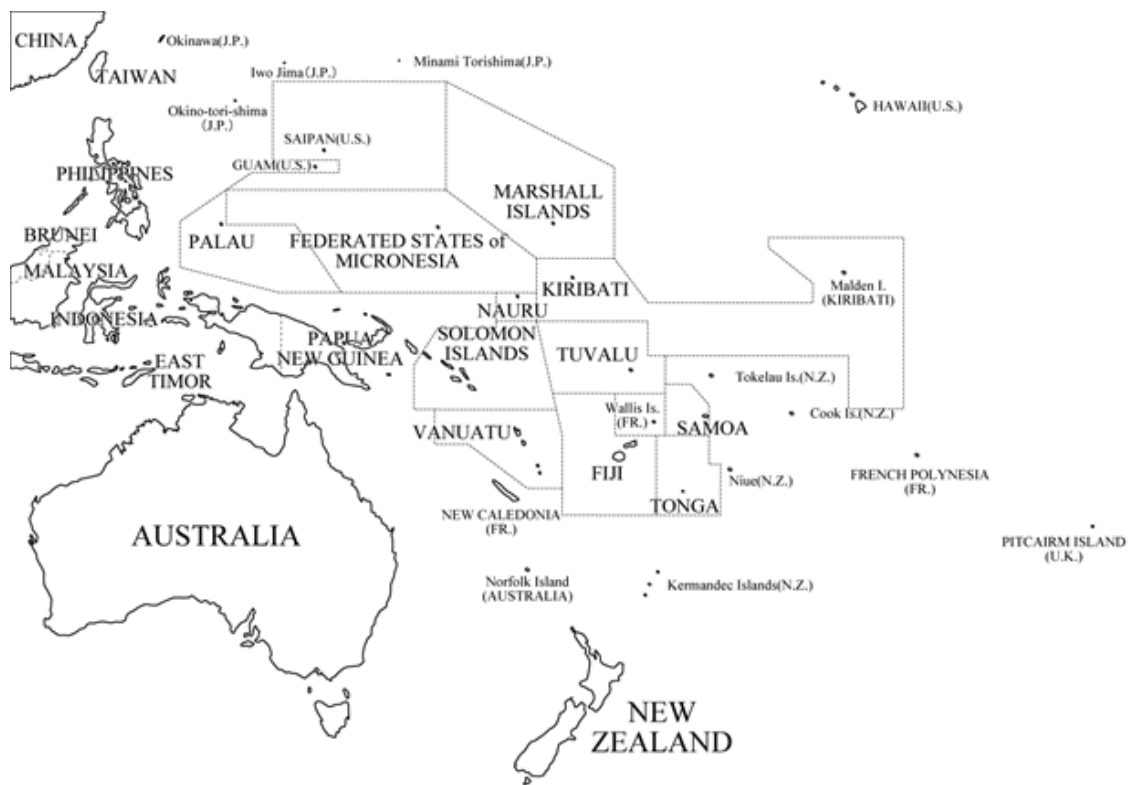 CHINA
Okinawa(J.P.)
TAIWAN
Iwo Jima(J.P.)
Minami Torishima(J.P.)
Okino-tori-shima
(J.P.)
HAWAII(U.S.)
SAIPAN(U.S.)
GUAM(U.S.)
PHILIPPINES
MARSHALL
ISLANDS
BRUNEI
PALAU
FEDERATED STATES of
MICRONESIA
MALAYSIA
KIRIBATI
Malden I.
(KIRIBATI)
NAURU
INDONESIA
PAPUA
NEW GUINEA
SOLOMON
ISLANDS
TUVALU
EAST
TIMOR
Tokelau Is.(N.Z.)
Wallis Is.
(FR.)
Cook Is.(N.Z.)
SAMOA
VANUATU
FIJI
FRENCH POLYNESIA
(FR.)
Niue(N.Z.)
TONGA
NEW CALEDONIA
(FR.)
AUSTRALIA
PITCAIRM ISLAND
(U.K.)
Norfolk Island
(AUSTRALIA)
Kermandec Islands(N.Z.)
NEW
ZEALAND